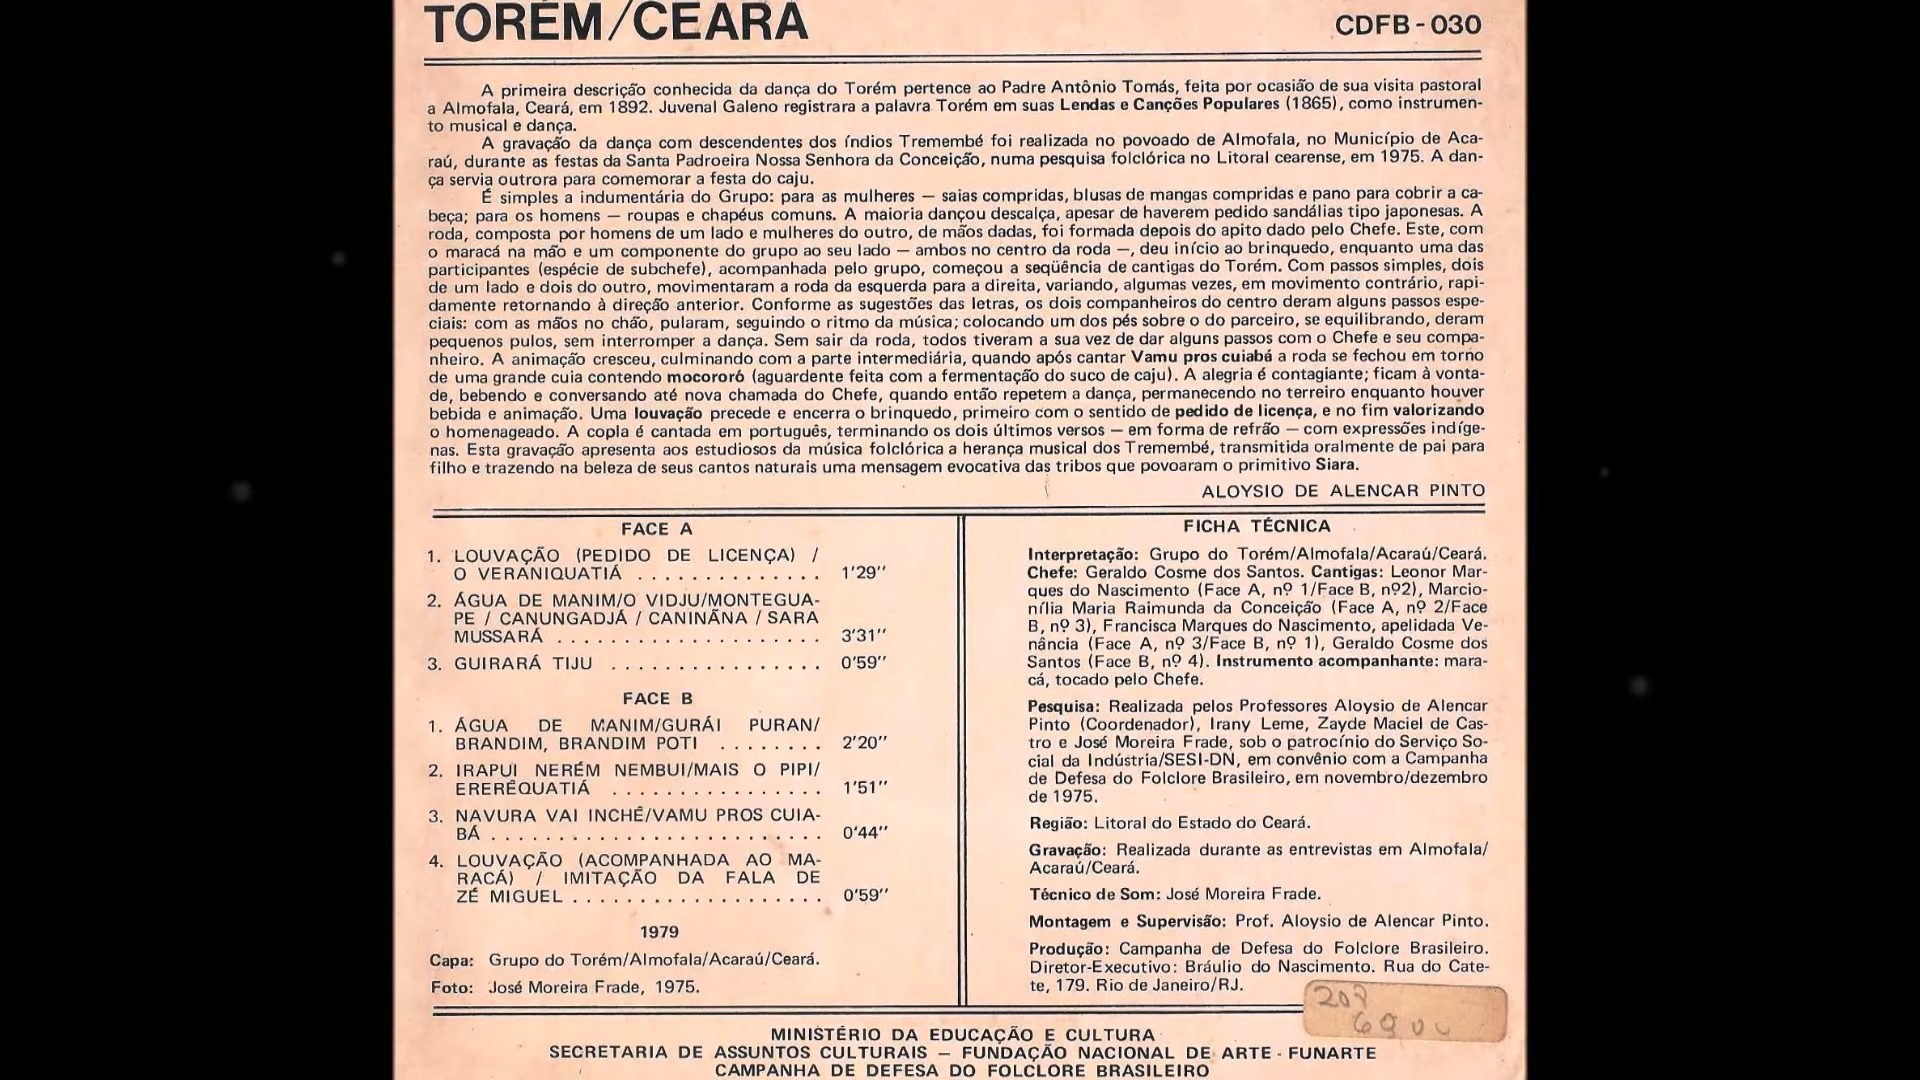 TORÉM/CEARÁ CDFB - 030
A primeira descrição conhecida da dança do Torém pertence ao Padre Antônio Tomás, feita por ocasião de sua visita pastoral
a Almofala, Ceará, em 1892. Juvenal Galeno registrara a palavra Torém em suas Lendas e Canções Populares (1865), como instrumen-
to musical e dança.
A gravação da dança com descendentes dos índios Tremembé foi realizada no povoado de Almofala, no Município de Aca-
raú, durante as festas da Santa Padroeira Nossa Senhora da Conceição, numa pesquisa folclórica no Litoral cearense, em 1975. A dan-
ça servia outrora para comemorar a festa do caju.
É simples a indumentária do Grupo: para as mulheres — saias compridas, blusas de mangas compridas e pano para cobrir a ca-
beça; para os homens — roupas e chapéus comuns. A maioria dançou descalça, apesar de haverem pedido sandálias tipo japonesas. A
roda, composta por homens de um lado e mulheres do outro, de mãos dadas, foi formada depois do apito dado pelo Chefe. Este, com
o maracá na mão e um componente do grupo ao seu lado — ambos no centro da roda —, deu início ao brinquedo, enquanto uma das
participantes (espécie de subchefe), acompanhada pelo grupo, começou a seqüência de cantigas do Torém. Com passos simples, dois
de um lado e dois do outro, movimentaram a roda da esquerda para a direita, variando, algumas vezes, em movimento contrário, rapi-
damente retornando à direção anterior. Conforme as sugestões das letras, os dois companheiros do centro deram alguns passos espe-
ciais: com as mãos no chão, pularam, seguindo o ritmo da música; colocando um dos pés sobre o do parceiro, se equilibrando, deram
pequenos pulos, sem interromper a dança. Sem sair da roda, todos tiveram a sua vez de dar alguns passos com o Chefe e seu compa-
nheiro. A animação cresceu, culminando com a parte intermediária, quando após cantar Vamu pros cuiabá a roda se fechou em torno
de uma grande cuia contendo mocororó (aguardente feita com a fermentação do suco de caju). A alegria é contagiante; ficam à vonta-
de, bebendo e conversando até nova chamada do Chefe, quando então repetem a dança, permanecendo no terreiro enquanto houver
bebida e animação. Uma louvação precede e encerra o brinquedo, primeiro com o sentido de pedido de licença, e no fim valorizando
o homenageado. A copla é cantada em português, terminando os dois últimos versos — em forma de refrão — com expressões indíge-
nas. Esta gravação apresenta aos estudiosos da música folclórica a herança musical dos Tremembé, transmitida oralmente de pai para
filho e trazendo na beleza de seus cantos naturais uma mensagem evocativa das tribos que povoaram o primitivo Siara.
ALOYSIO DE ALENCAR PINTO
FACE A
1. LOUVAÇÃO (PEDIDO DE LICENÇA) /
O VERANIQUATIÁ .............. 1'29''
2. ÁGUA DE MANIM/O VIDJU/MONTEGUA-
PE / CANUNGADJÁ / CANINÃNA / SARA
MUSSARÁ .................... 3'31''
3. GUIRARÁ TIJU ................ 0'59''
FACE B
1. ÁGUA DE MANIM/GURÁI PURAN/
BRANDIM, BRANDIM POTI ........ 2'20''
2. IRAPUI NERÉM NEMBUI/MAIS O PIPI/
ERERÊQUATIÁ ................ 1'51''
3. NAVURA VAI INCHÊ/VAMU PROS CUIA-
BÁ ......................... 0'44''
4. LOUVAÇÃO (ACOMPANHADA AO MA-
RACÁ) / IMITAÇÃO DA FALA DE
ZÉ MIGUEL ................... 0'59''
1979
Capa: Grupo do Torém/Almofala/Acaraú/Ceará.
Foto: José Moreira Frade, 1975.
FICHA TÉCNICA
Interpretação: Grupo do Torém/Almofala/Acaraú/Ceará.
Chefe: Geraldo Cosme dos Santos. Cantigas: Leonor Mar-
ques do Nascimento (Face A, nº 1/Face B, nº2), Marcio-
nília Maria Raimunda da Conceição (Face A, nº 2/Face
B, nº 3), Francisca Marques do Nascimento, apelidada Ve-
nância (Face A, nº 3/Face B, nº 1), Geraldo Cosme dos
Santos (Face B, nº 4). Instrumento acompanhante: mara-
cá, tocado pelo Chefe.
Pesquisa: Realizada pelos Professores Aloysio de Alencar
Pinto (Coordenador), Irany Leme, Zayde Maciel de Cas-
tro e José Moreira Frade, sob o patrocínio do Serviço So-
cial da Indústria/SESI-DN, em convênio com a Campanha
de Defesa do Folclore Brasileiro, em novembro/dezembro
de 1975.
Região: Litoral do Estado do Ceará.
Gravação: Realizada durante as entrevistas em Almofala/
Acaraú/Ceará.
Técnico de Som: José Moreira Frade.
Montagem e Supervisão: Prof. Aloysio de Alencar Pinto.
Produção: Campanha de Defesa do Folclore Brasileiro.
Diretor-Executivo: Bráulio do Nascimento. Rua do Cate-
te, 179. Rio de Janeiro/RJ.
MINISTÉRIO DA EDUCAÇÃO E CULTURA
SECRETARIA DE ASSUNTOS CULTURAIS — FUNDAÇÃO NACIONAL DE ARTE - FUNARTE
CAMPANHA DE DEFESA DO FOLCLORE BRASILEIRO